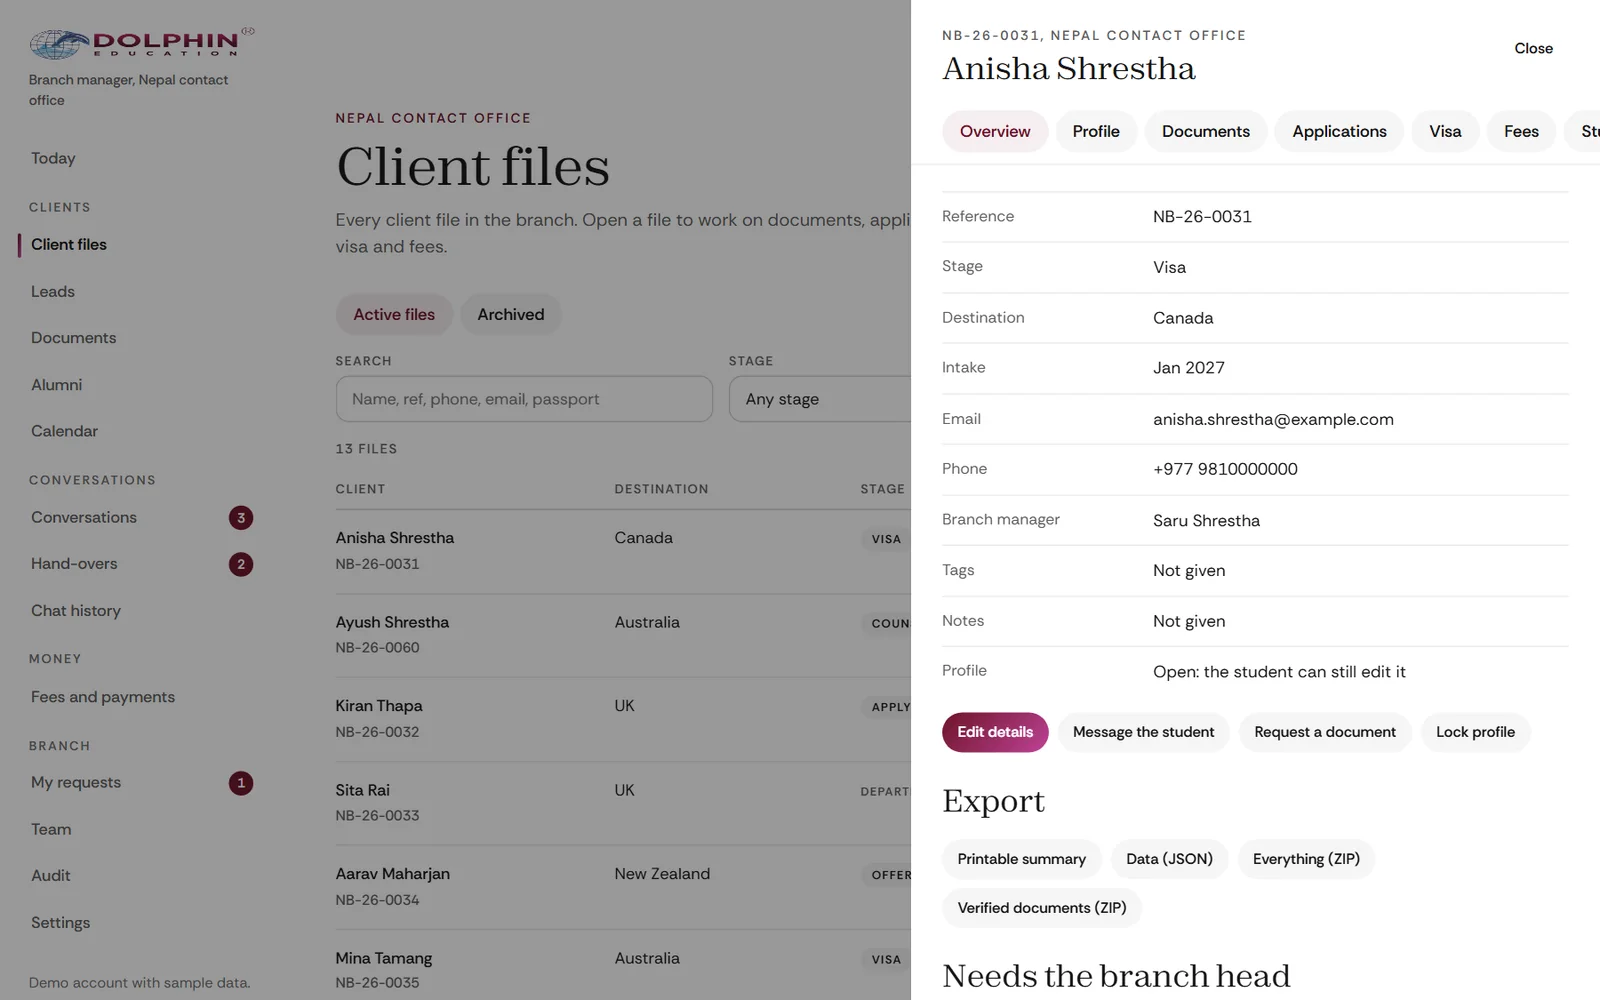 DOLPHIN
EDUCATION
Branch manager, Nepal contact
office
Today
CLIENTS
Client files
Leads
Documents
Alumni
Calendar
CONVERSATIONS
Conversations 3
Hand-overs 2
Chat history
MONEY
Fees and payments
BRANCH
My requests 1
Team
Audit
Settings
Demo account with sample data.
NEPAL CONTACT OFFICE
Client files
Every client file in the branch. Open a file to work on documents, appli
visa and fees.
Active files Archived
SEARCH STAGE
Name, ref, phone, email, passport Any stage
13 FILES
CLIENT DESTINATION STAGE
Anisha Shrestha Canada VISA
NB-26-0031
Ayush Shrestha Australia COUN
NB-26-0060
Kiran Thapa UK APPLY
NB-26-0032
Sita Rai UK DEPART
NB-26-0033
Aarav Maharjan New Zealand OFFER
NB-26-0034
Mina Tamang Australia VISA
NB-26-0035
NB-26-0031, NEPAL CONTACT OFFICE
Anisha Shrestha
Close
Overview Profile Documents Applications Visa Fees Stu
Reference NB-26-0031
Stage Visa
Destination Canada
Intake Jan 2027
Email anisha.shrestha@example.com
Phone +977 9810000000
Branch manager Saru Shrestha
Tags Not given
Notes Not given
Profile Open: the student can still edit it
Edit details Message the student Request a document Lock profile
Export
Printable summary Data (JSON) Everything (ZIP)
Verified documents (ZIP)
Needs the branch head